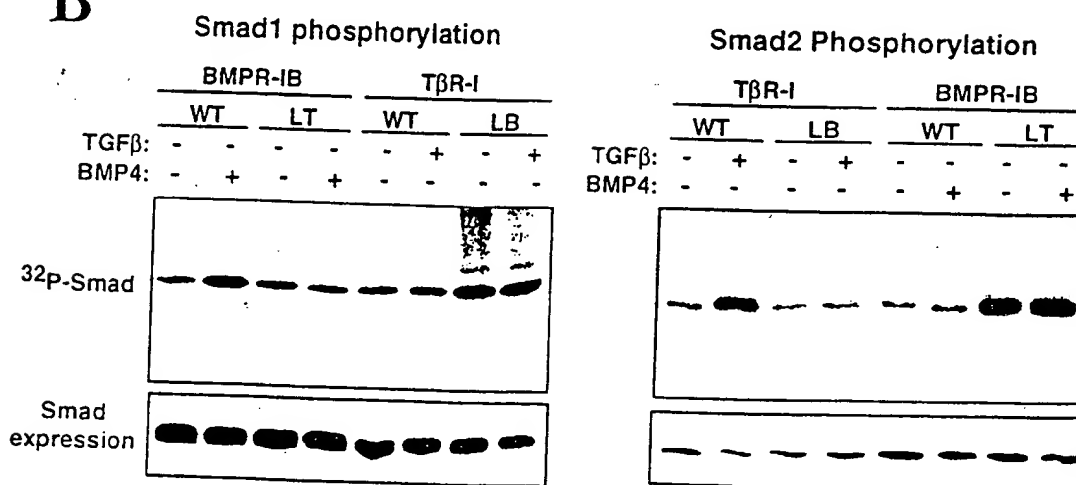 B
Smad1 phosphorylation
BMPR-IB TβR-I
WT LT WT LB
TGFβ: - - - - - + - +
BMP4: - + - + - - - -
32P-Smad
Smad expression
Smad2 Phosphorylation
TβR-I BMPR-IB
WT LB WT LT
TGFβ: - + - + - - - -
BMP4: - - - - - + - +